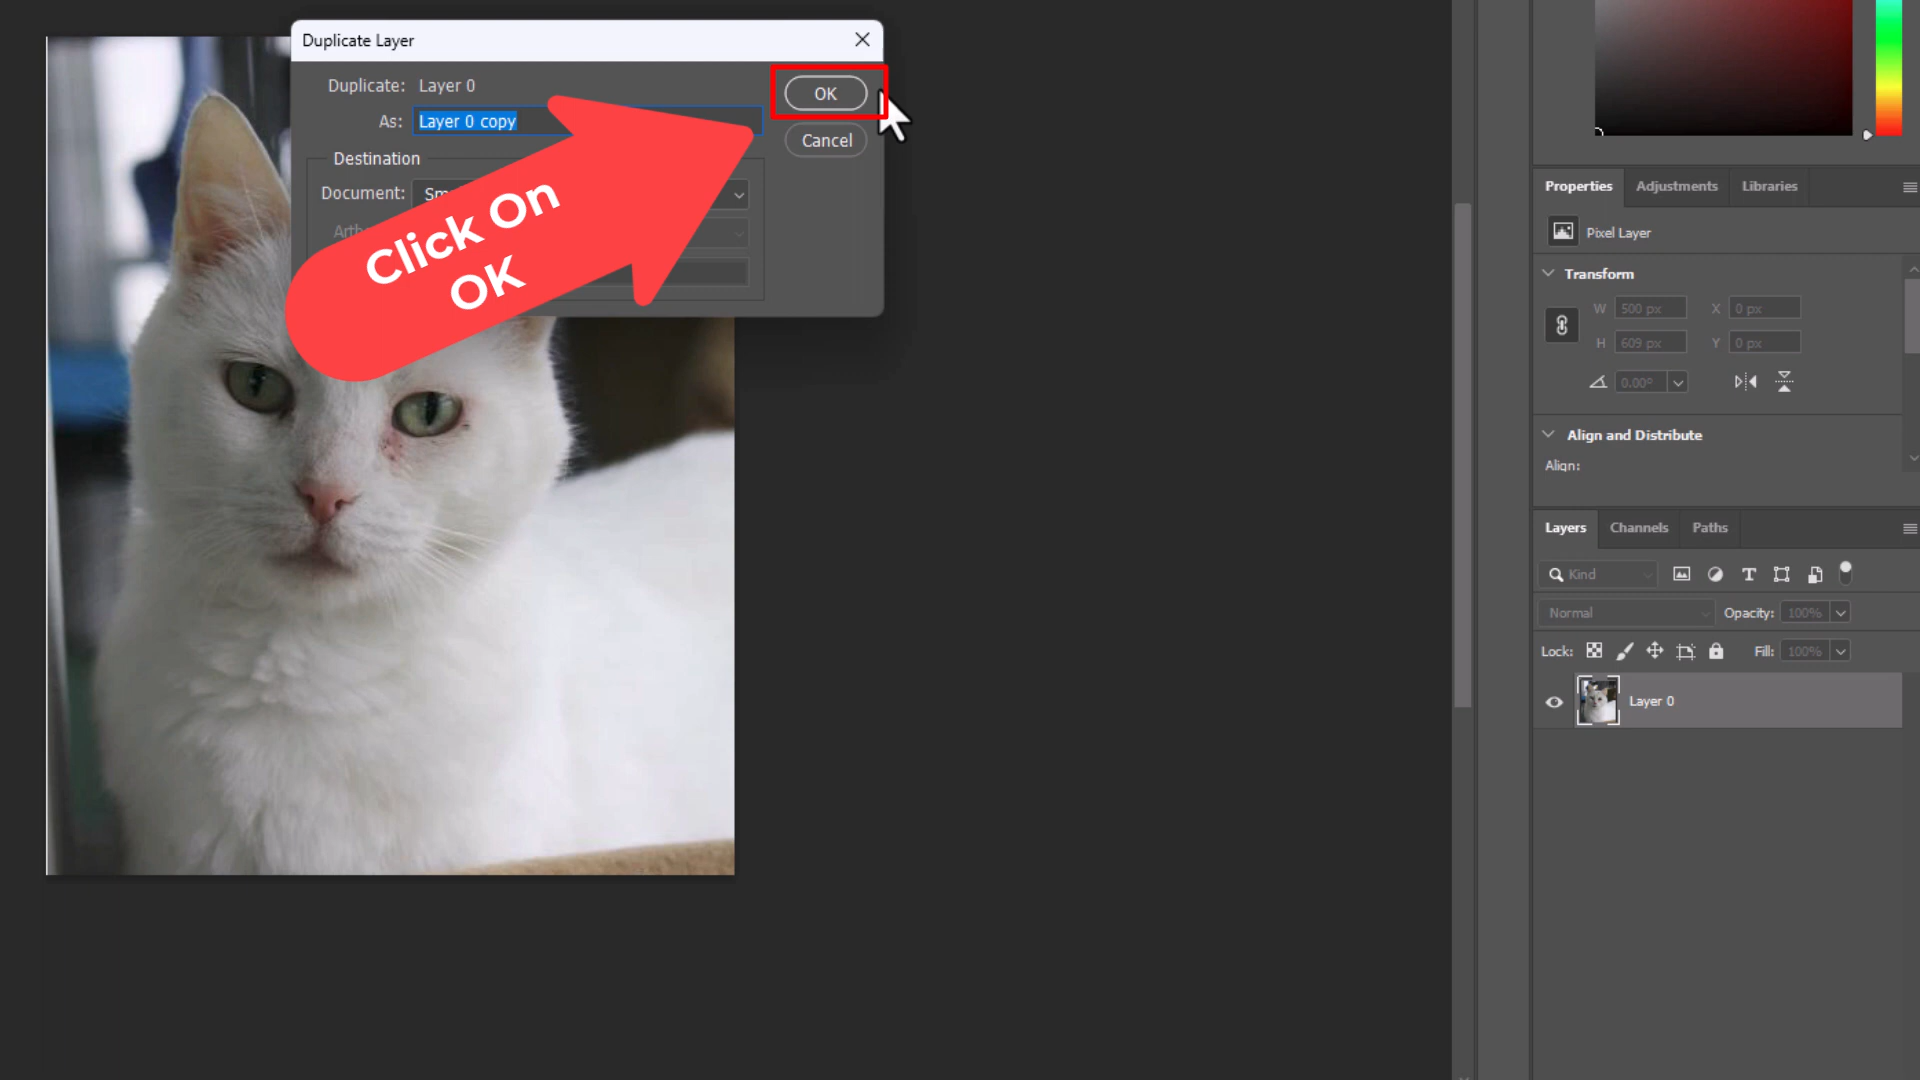 Duplicate Layer
Duplicate: Layer 0
OK
As: Layer 0 copy
Cancel
Destination
Document:
Click On
OK
Properties
Adjustments
Libraries
Pixel Layer
Transform
W 500 px X 0 px
H 609 px Y 0 px
0.00°
Align and Distribute
Align:
Layers
Channels
Paths
Kind
Normal
Opacity: 100%
Lock:
Fill: 100%
Layer 0